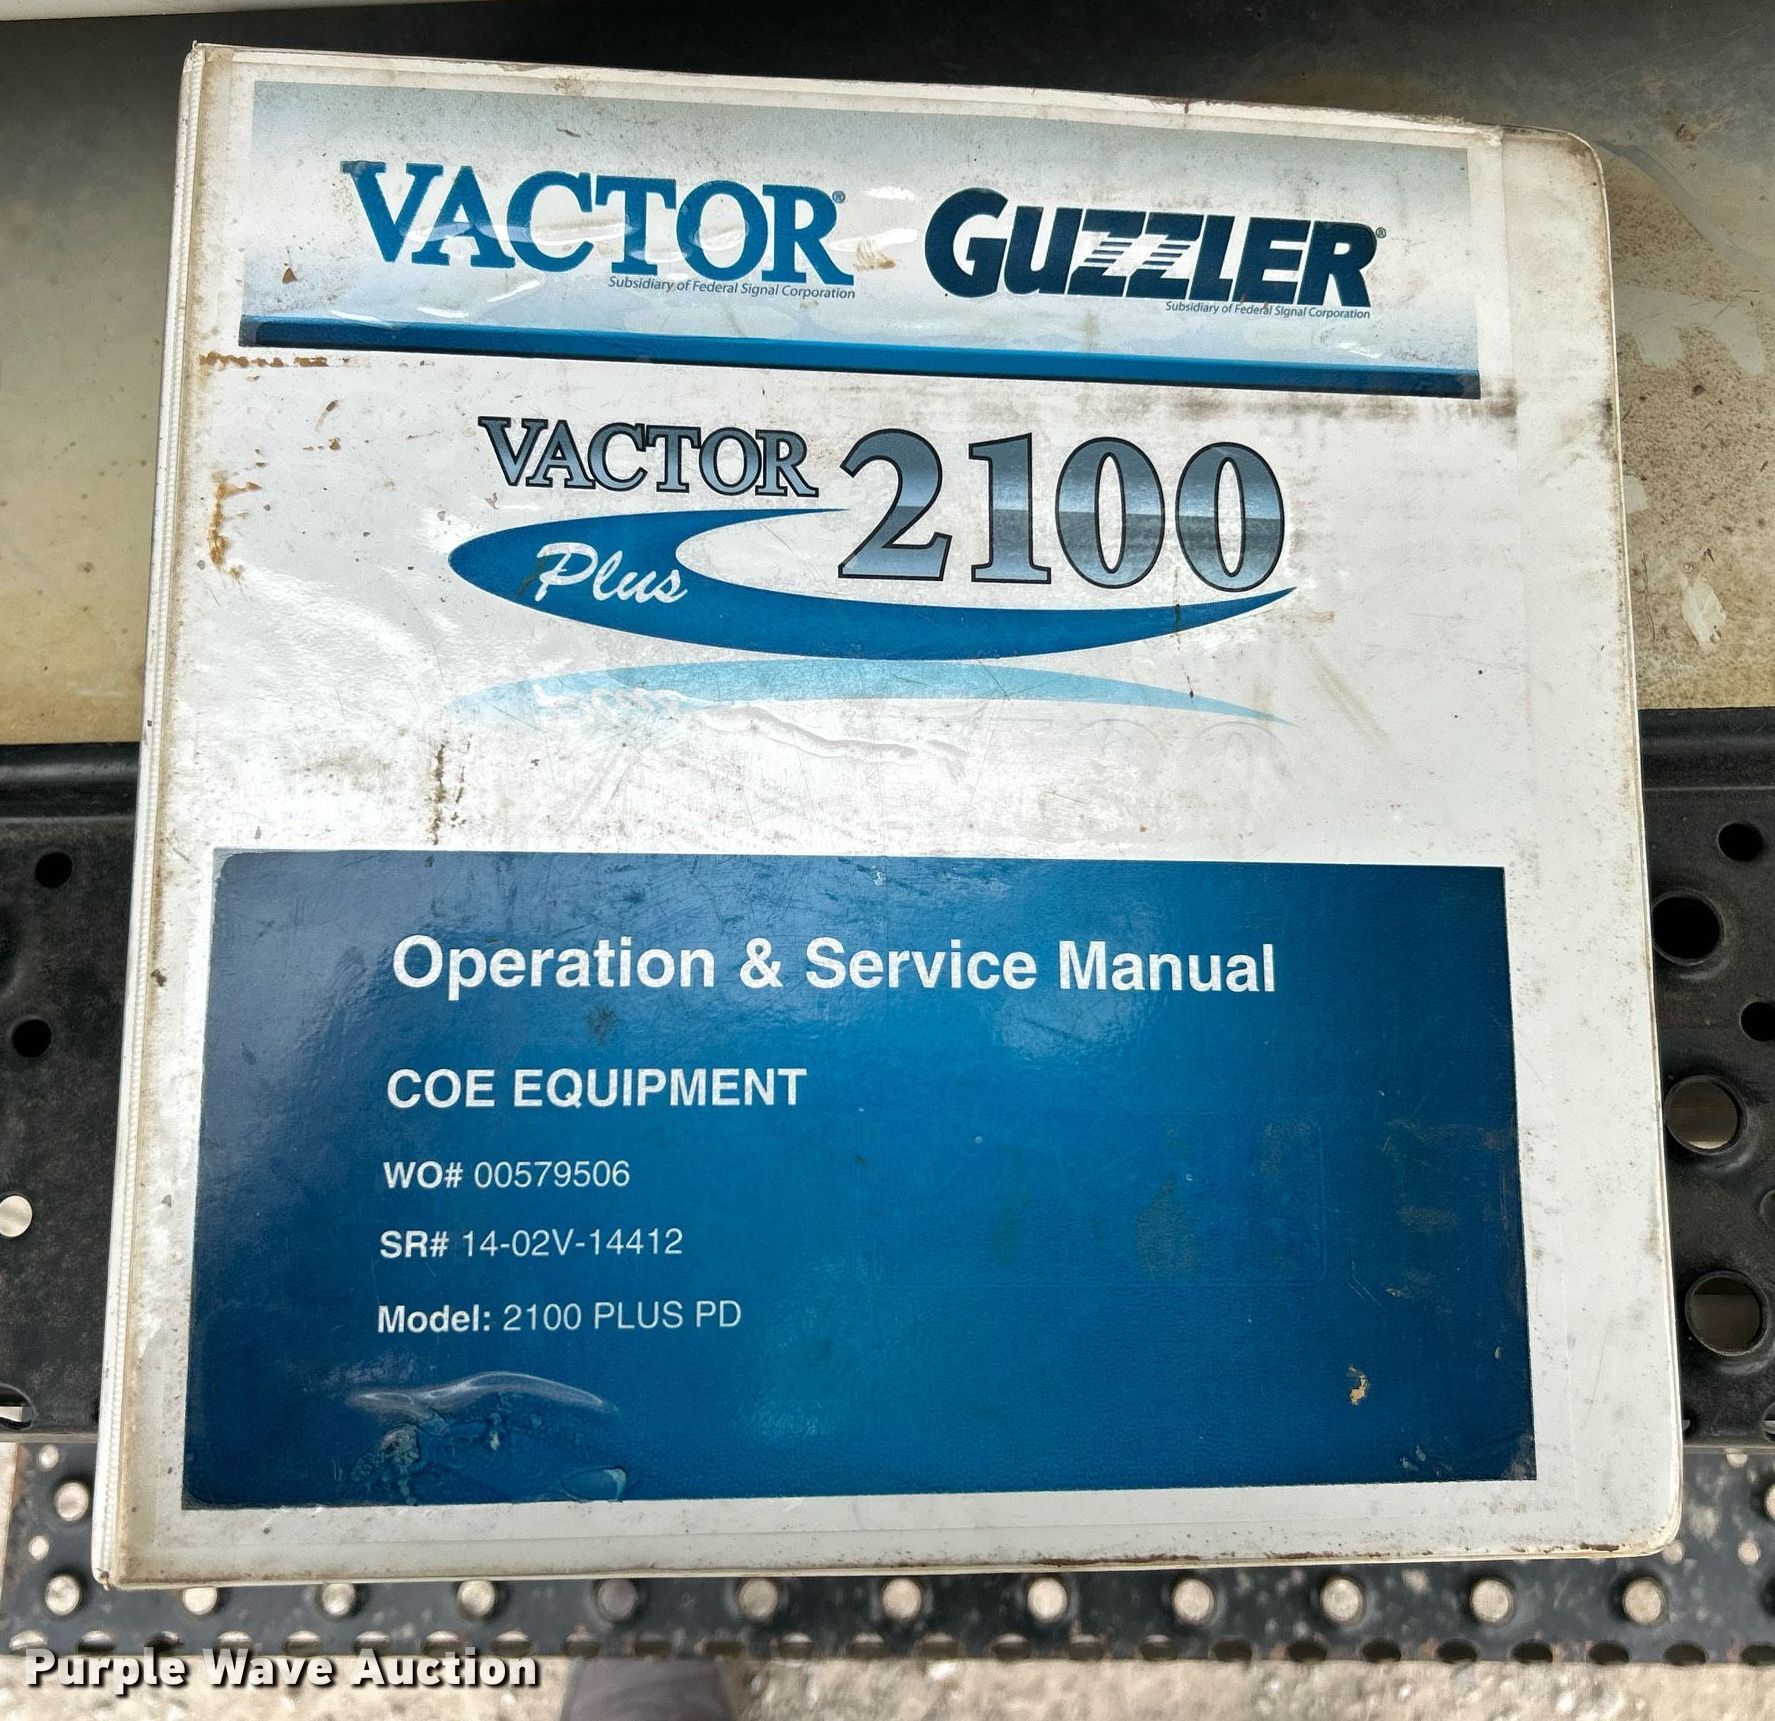 VACTOR® GUZZLER®
Subsidiary of Federal Signal Corporation
Subsidiary of Federal Signal Corporation
VACTOR 2100
Plus
Operation & Service Manual
COE EQUIPMENT
WO# 00579506
SR# 14-02V-14412
Model: 2100 PLUS PD
Purple Wave Auction